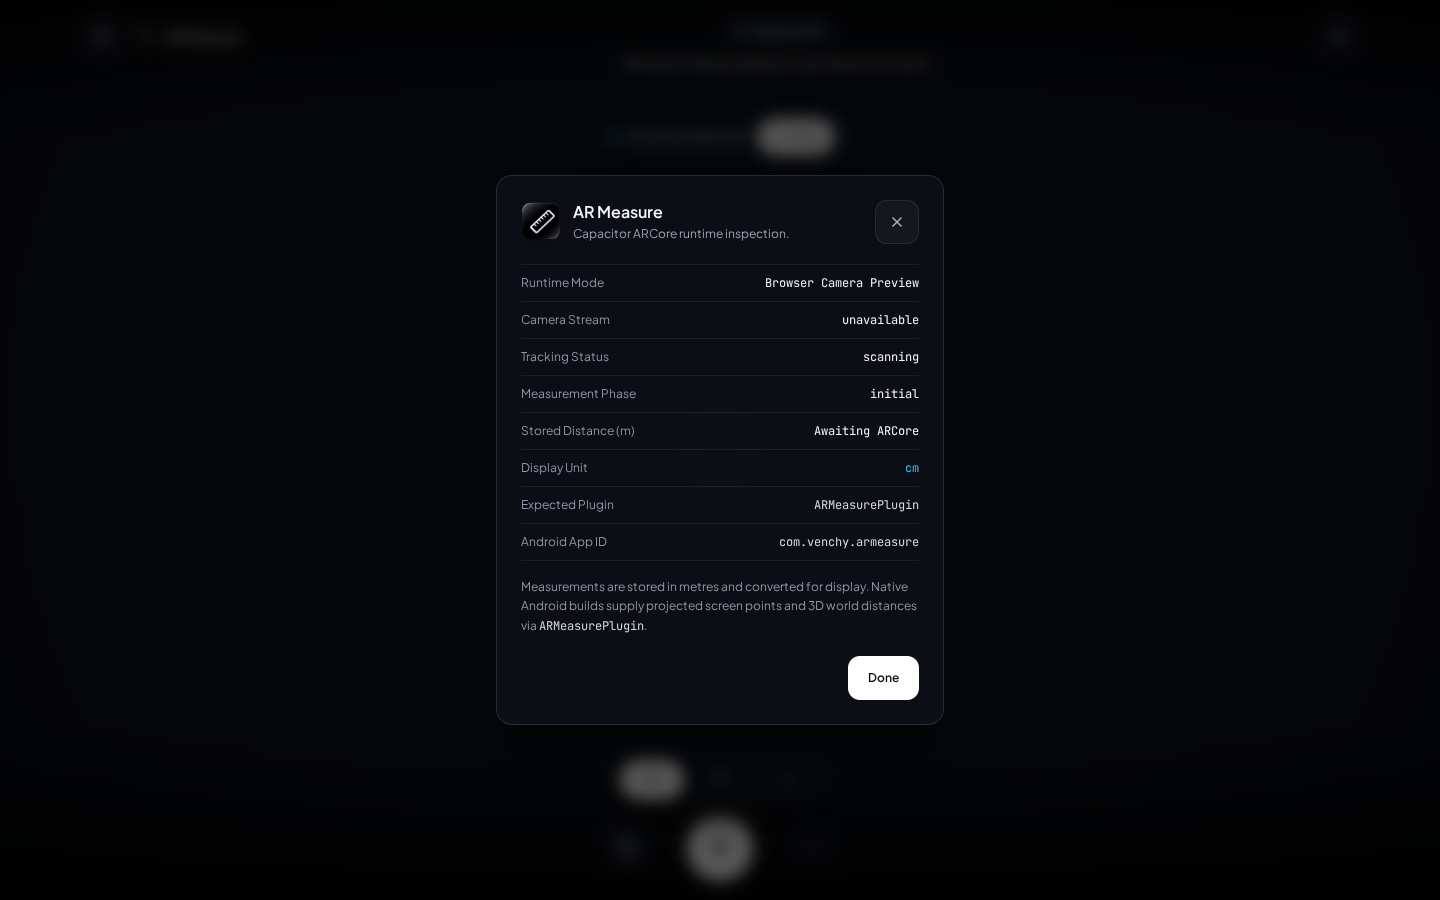 AR Measure
Capacitor ARCore runtime inspection.
Runtime Mode Browser Camera Preview
Camera Stream unavailable
Tracking Status scanning
Measurement Phase initial
Stored Distance (m) Awaiting ARCore
Display Unit cm
Expected Plugin ARMeasurePlugin
Android App ID com.venchy.armeasure
Measurements are stored in metres and converted for display. Native
Android builds supply projected screen points and 3D world distances
via ARMeasurePlugin.
Done